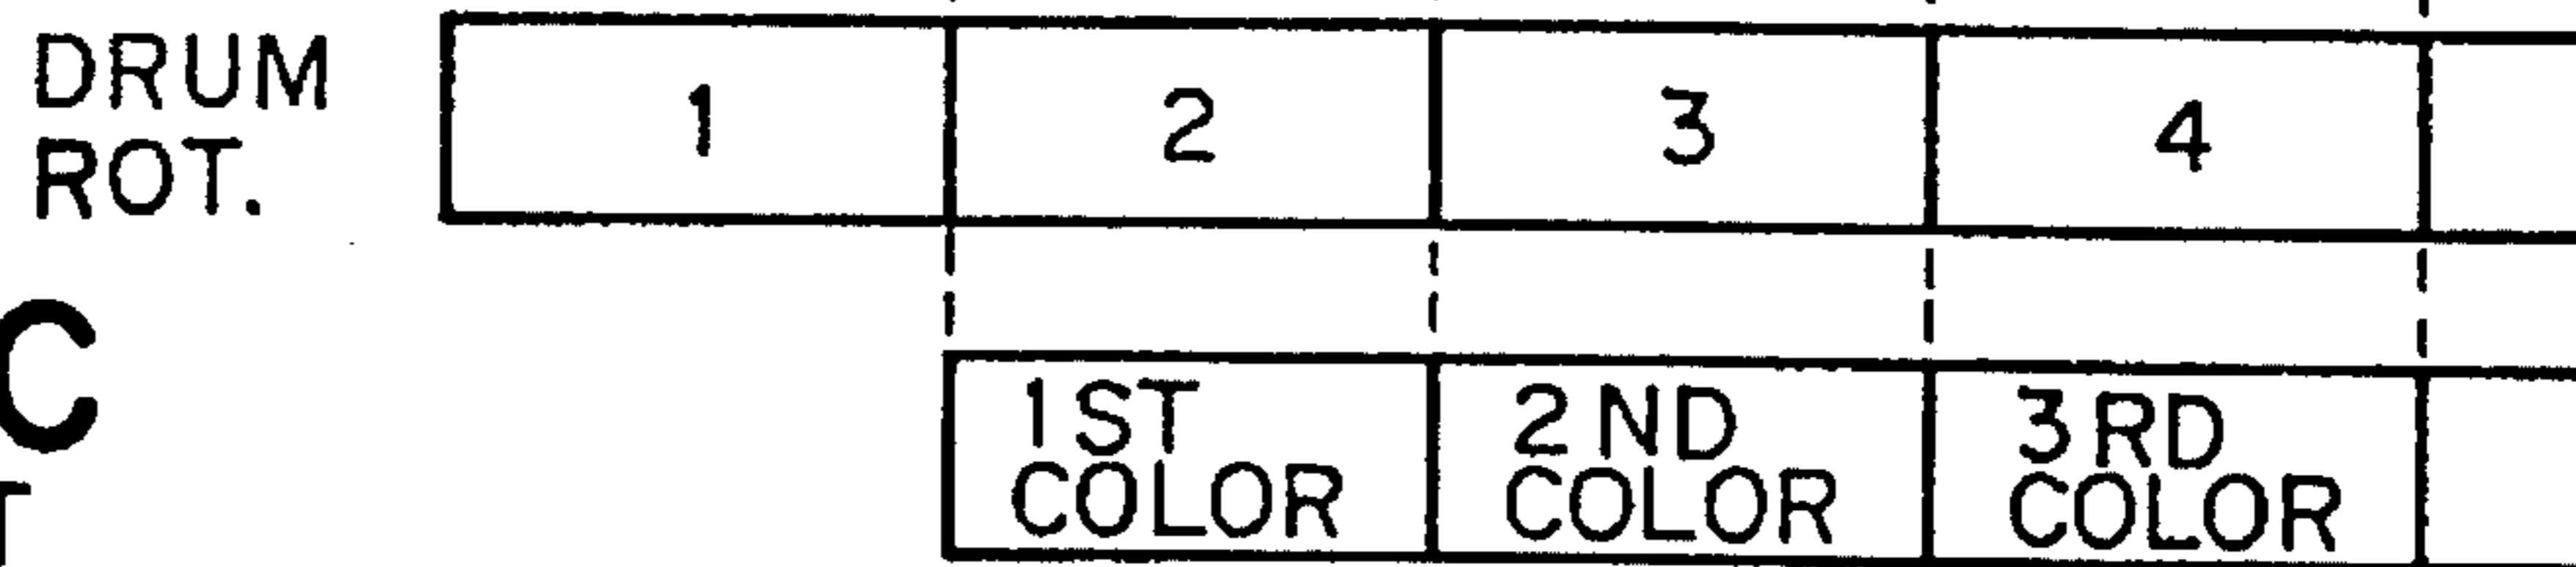 DRUM
ROT.
1 2 3 4
C
T
1ST 2ND 3RD
COLOR COLOR COLOR